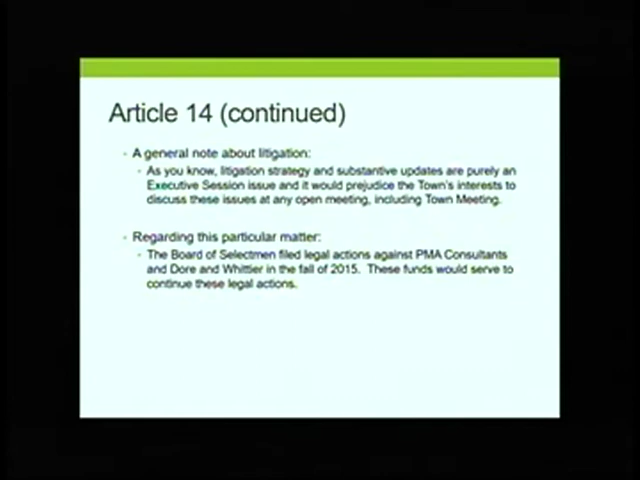 Article 14 (continued)
A general note about litigation:
As you know, litigation strategy and substantive updates are purely an
Executive Session issue and it would prejudice the Town's interests to
discuss these issues at any open meeting, including Town Meeting.
Regarding this particular matter:
The Board of Selectmen filed legal actions against PMA Consultants
and Dore and Whittier in the fall of 2015. These funds would serve to
continue these legal actions.